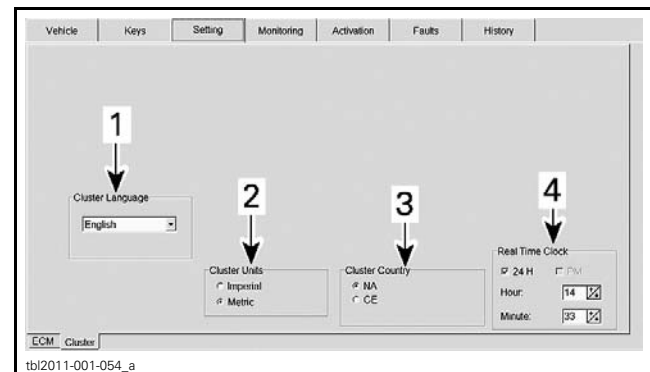 Vehicle Keys Setting Monitoring Activation Faults History
1
Cluster Language
English
2
Cluster Units
Imperial
Metric
3
Cluster Country
NA
CE
4
Real Time Clock
24 H PM
Hour: 14
Minute: 33
ECM Cluster
tbl2011-001-054_a